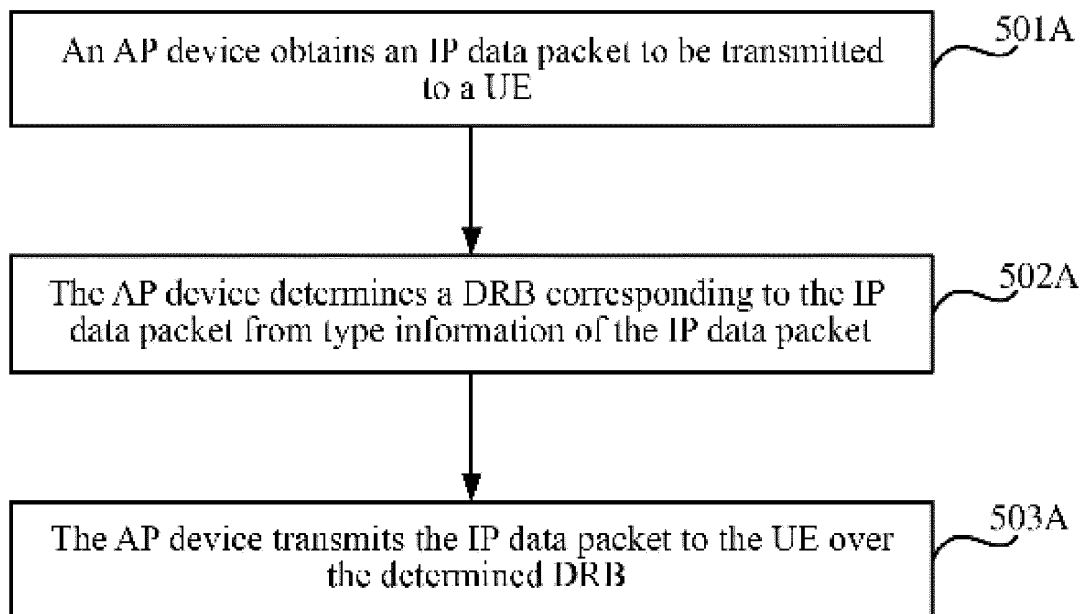 An AP device obtains an IP data packet to be transmitted
to a UE
501A
The AP device determines a DRB corresponding to the IP
data packet from type information of the IP data packet
502A
The AP device transmits the IP data packet to the UE over
the determined DRB
503A